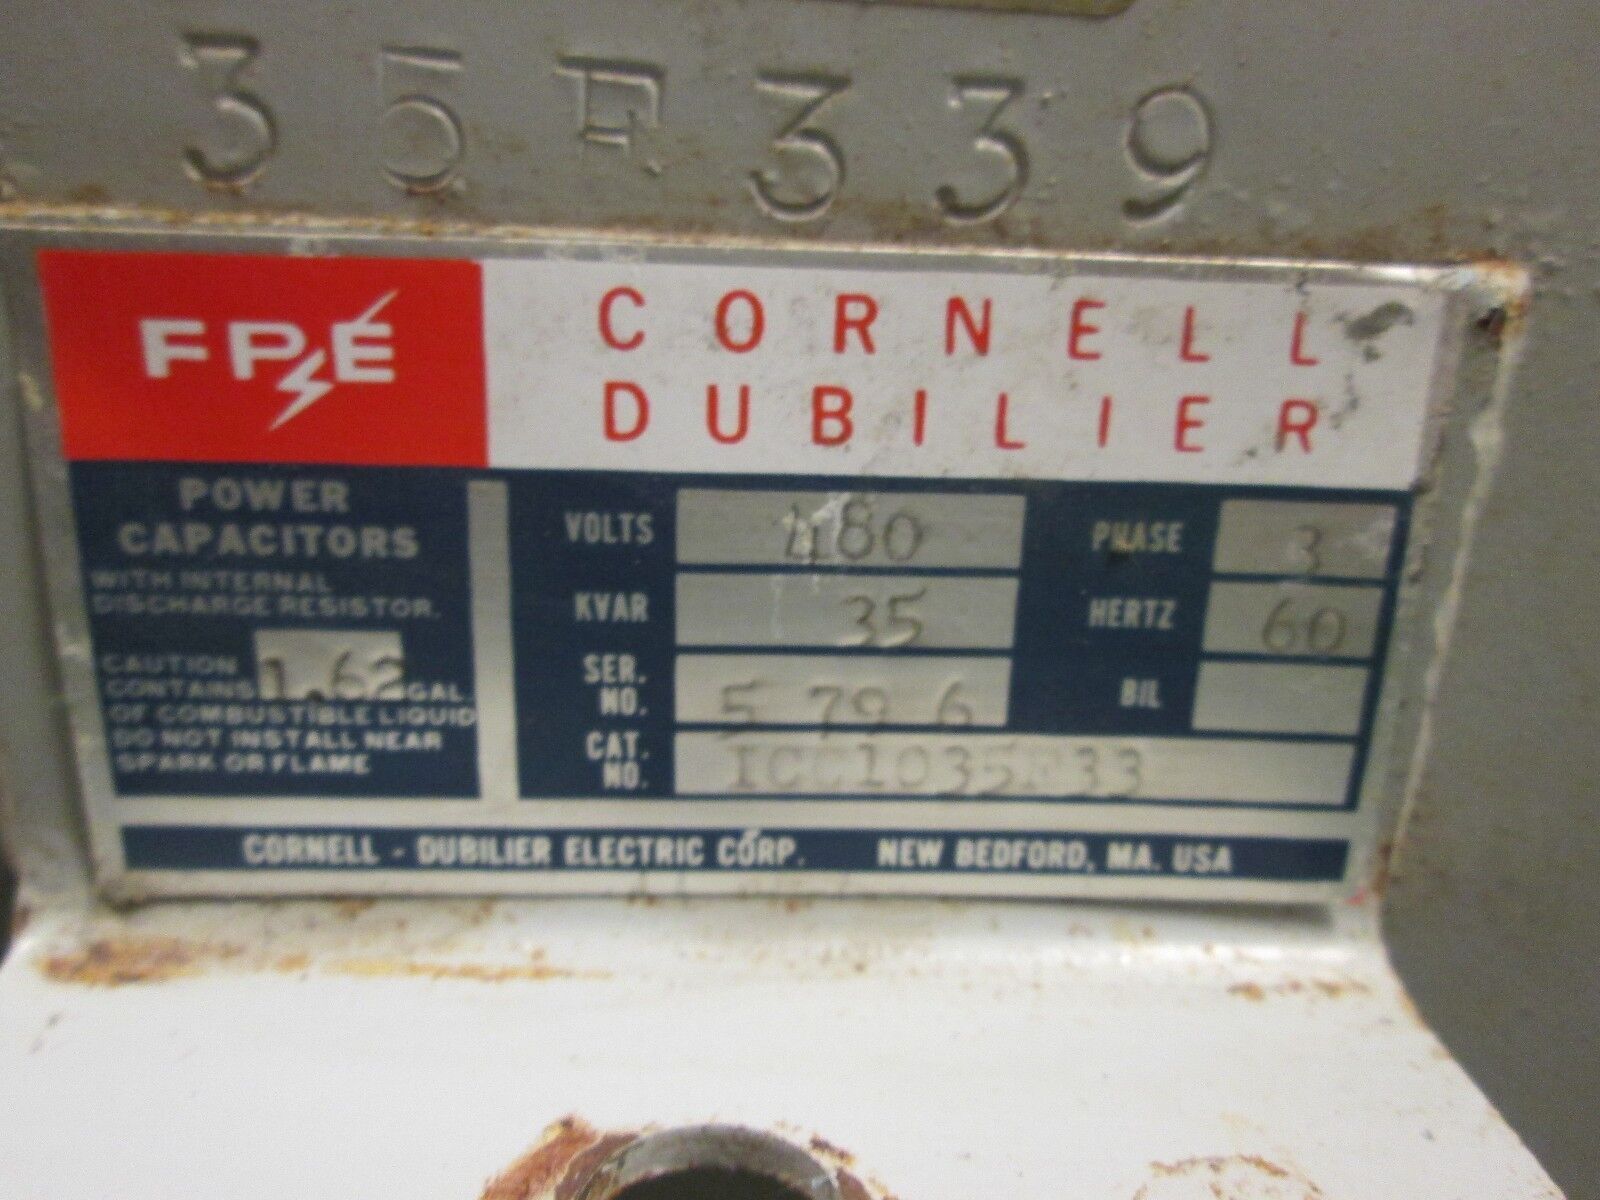 35F339
FPE
CORNELL
DUBILIER
POWER
CAPACITORS
WITH INTERNAL
DISCHARGE RESISTOR.
CAUTION
CONTAINS 1.62 GAL.
OF COMBUSTIBLE LIQUID
DO NOT INSTALL NEAR
SPARK OR FLAME
VOLTS 480 PHASE 3
KVAR 35 HERTZ 60
SER. NO. 5 79 6 BIL
CAT. NO. ICC1035F33
CORNELL - DUBILIER ELECTRIC CORP. NEW BEDFORD, MA. USA